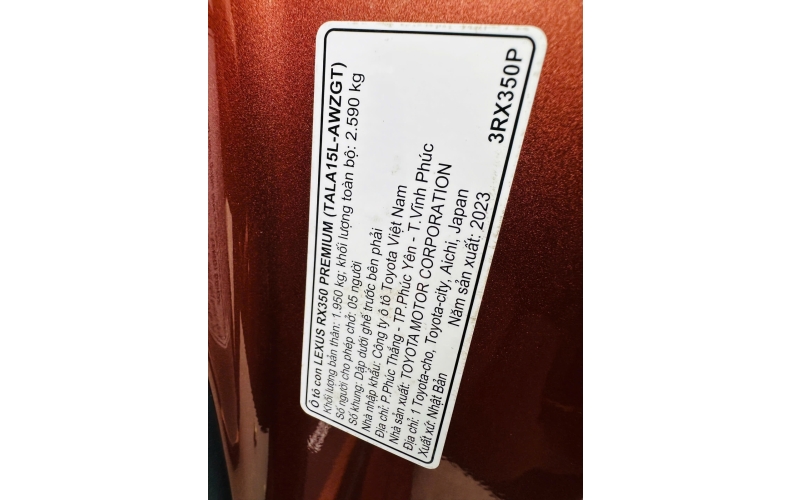 Ô tô con LEXUS RX350 PREMIUM (TALA15L-AWZGT)
Khối lượng bản thân: 1.950 kg; khối lượng toàn bộ: 2.590 kg
Số người cho phép chở: 05 người
Số khung: Dập dưới ghế trước bên phải
Nhà nhập khẩu: Công ty ô tô Toyota Việt Nam
Địa chỉ: P.Phúc Thắng - TP.Phúc Yên - T.Vĩnh Phúc
Nhà sản xuất: TOYOTA MOTOR CORPORATION
Địa chỉ: 1 Toyota-cho, Toyota-city, Aichi, Japan
Xuất xứ: Nhật Bản Năm sản xuất: 2023
3RX350P